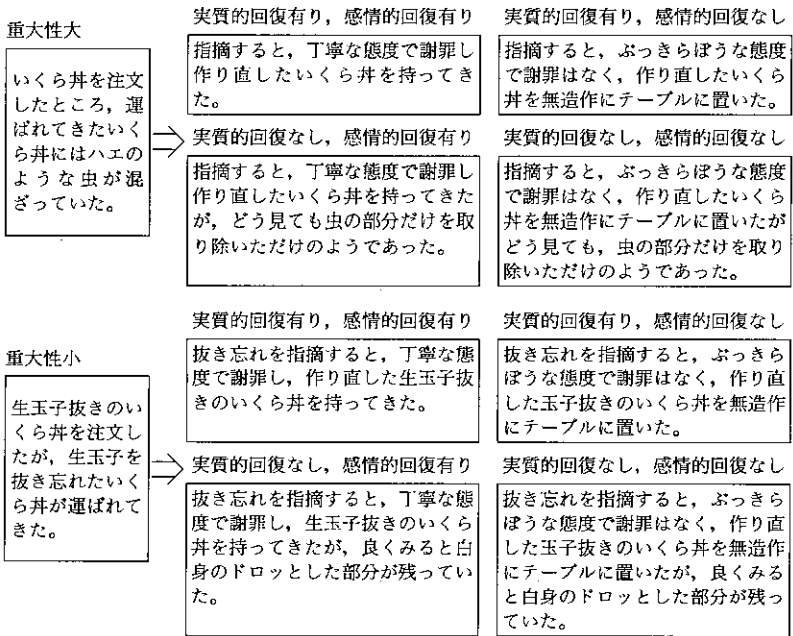 重大性大
いくら丼を注文
したところ，運
ばれてきたいく
ら丼にはハエの
ような虫が混
ざっていた。
実質的回復有り，感情的回復有り
指摘すると，丁寧な態度で謝罪し
作り直したいくら丼を持ってき
た。
実質的回復有り，感情的回復なし
指摘すると，ぶっきらぼうな態度
で謝罪はなく，作り直したいくら
丼を無造作にテーブルに置いた。
実質的回復なし，感情的回復有り
指摘すると，丁寧な態度で謝罪し
作り直したいくら丼を持ってきた
が，どう見ても虫の部分だけを取
り除いただけのようであった。
実質的回復なし，感情的回復なし
指摘すると，ぶっきらぼうな態度
で謝罪はなく，作り直したいくら
丼を無造作にテーブルに置いたが
どう見ても，虫の部分だけを取り
除いただけのようであった。
重大性小
生玉子抜きのい
くら丼を注文し
たが，生玉子を
抜き忘れたいく
ら丼が運ばれて
きた。
実質的回復有り，感情的回復有り
抜き忘れを指摘すると，丁寧な態
度で謝罪し，作り直した生玉子抜
きのいくら丼を持ってきた。
実質的回復有り，感情的回復なし
抜き忘れを指摘すると，ぶっきら
ぼうな態度で謝罪はなく，作り直
した玉子抜きのいくら丼を無造作
にテーブルに置いた。
実質的回復なし，感情的回復有り
抜き忘れを指摘すると，丁寧な態
度で謝罪し，生玉子抜きのいくら
丼を持ってきたが，良くみると白
身のドロッとした部分が残ってい
た。
実質的回復なし，感情的回復なし
抜き忘れを指摘すると，ぶっきら
ぼうな態度で謝罪はなく，作り直
した玉子抜きのいくら丼を無造作
にテーブルに置いたが，良くみる
と白身のドロッとした部分が残っ
ていた。